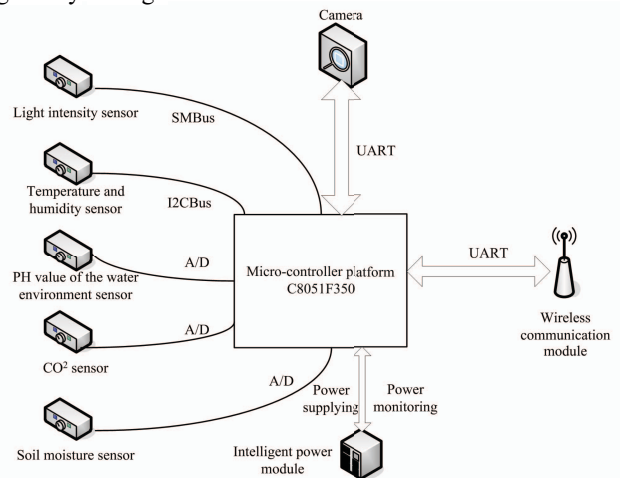 Camera
Light intensity sensor
SMBus
UART
Temperature and
humidity sensor
I2CBus
PH value of the water
environment sensor
A/D
Micro-controller platform
C8051F350
UART
Wireless
communication
module
A/D
CO² sensor
A/D
Power
supplying
Power
monitoring
Soil moisture sensor
Intelligent power
module